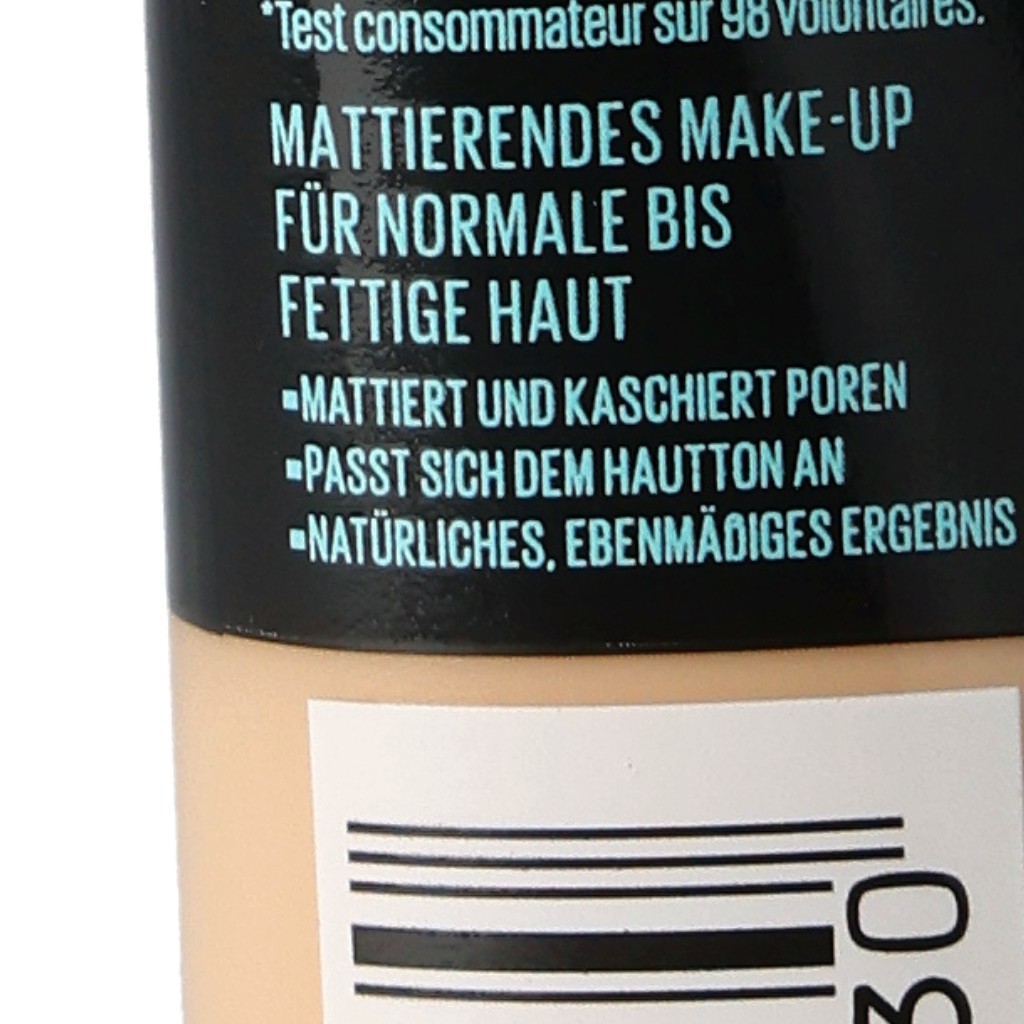 *Test consommateur sur 98 volontaires.
MATTIERENDES MAKE-UP
FÜR NORMALE BIS
FETTIGE HAUT
▪MATTIERT UND KASCHIERT POREN
▪PASST SICH DEM HAUTTON AN
▪NATÜRLICHES, EBENMÄßIGES ERGEBNIS
30